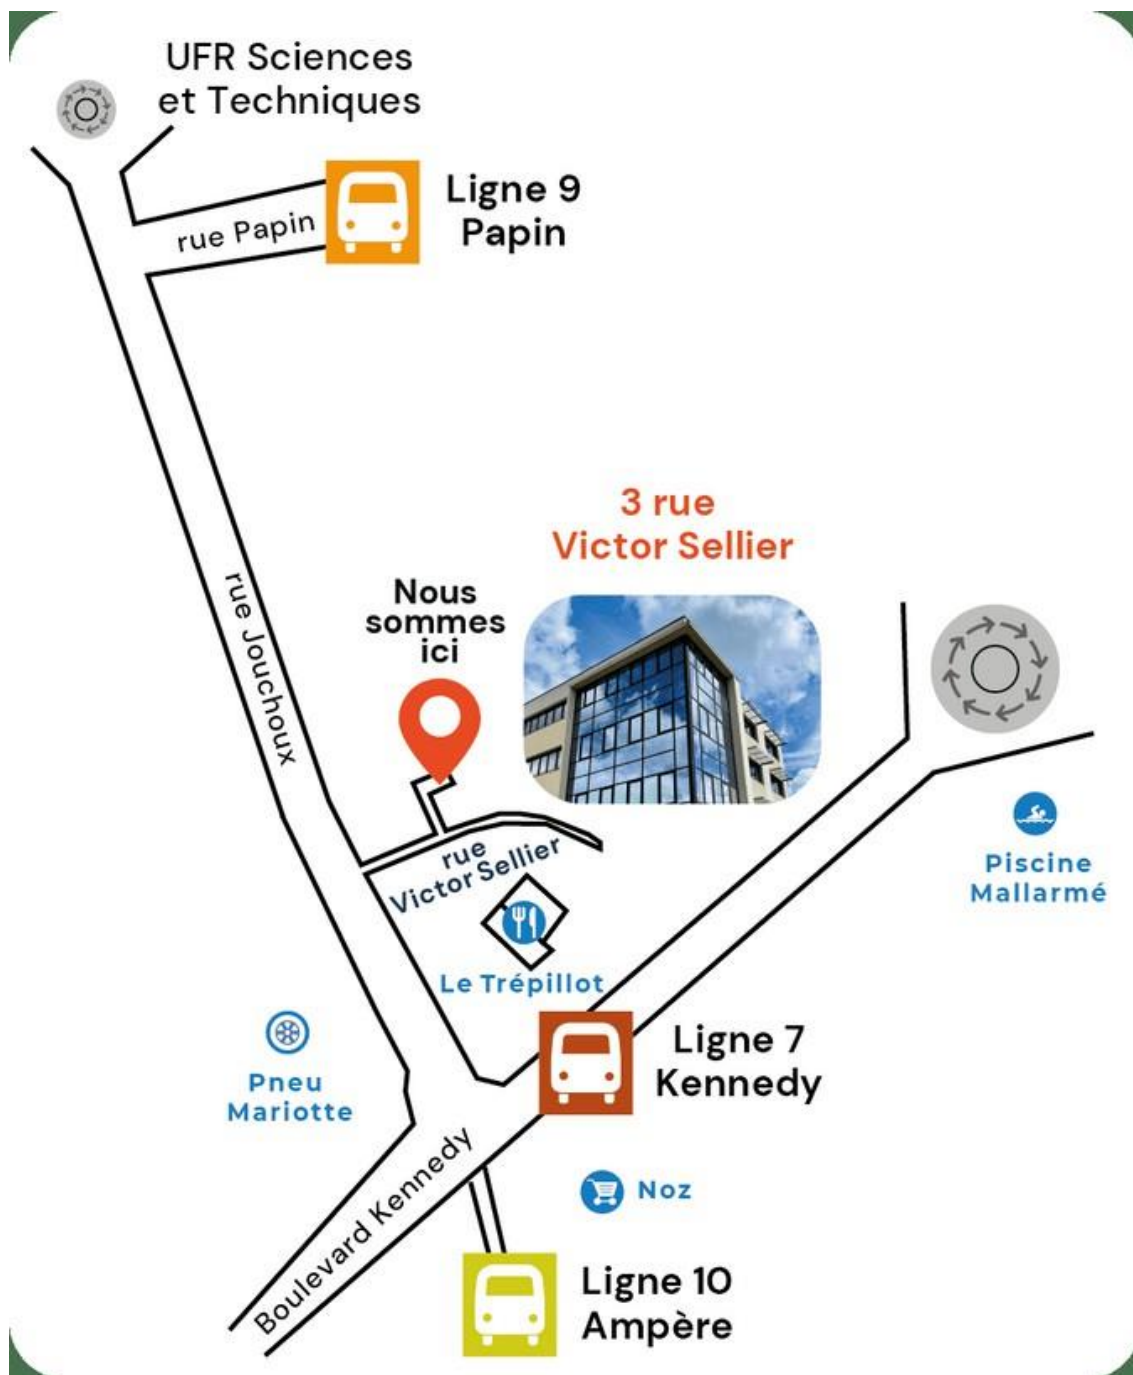 UFR Sciences
et Techniques
Ligne 9
Papin
rue Papin
3 rue
Victor Sellier
Nous
sommes
ici
rue Jouchoux
rue
Victor Sellier
Piscine
Mallarmé
Le Trépillot
Pneu
Mariotte
Ligne 7
Kennedy
Boulevard Kennedy
Noz
Ligne 10
Ampère